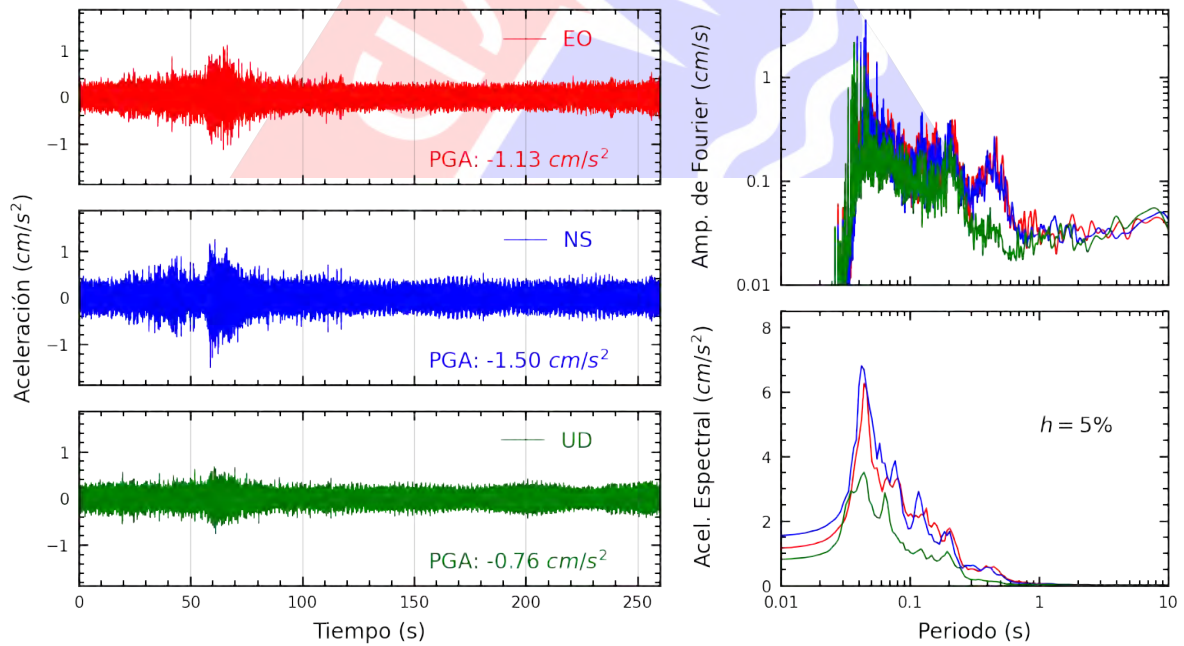 EO
1
0
−1
PGA: -1.13 cm/s²
NS
1
0
−1
PGA: -1.50 cm/s²
UD
1
0
−1
PGA: -0.76 cm/s²
Aceleración (cm/s²)
0 50 100 150 200 250
Tiempo (s)
1
0.1
0.01
Amp. de Fourier (cm/s)
8
6
4
2
0
h = 5%
Acel. Espectral (cm/s²)
0.01 0.1 1 10
Periodo (s)